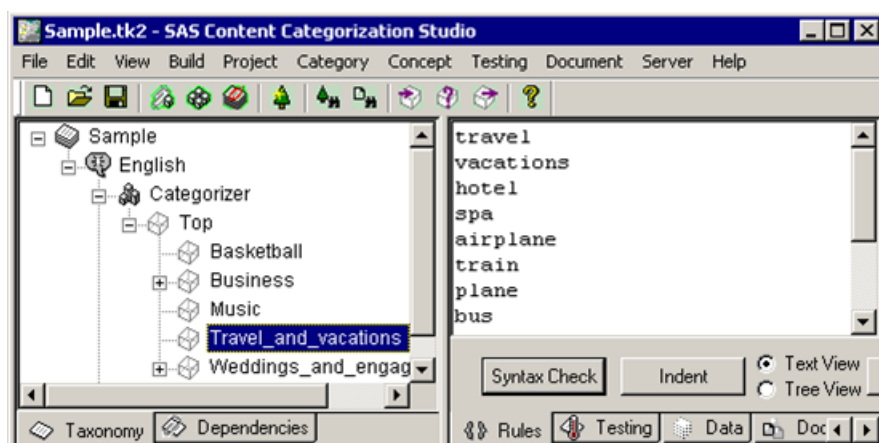 Sample.tk2 - SAS Content Categorization Studio
File Edit View Build Project Category Concept Testing Document Server Help
Sample
English
Categorizer
Top
Basketball
Business
Music
Travel_and_vacations
Weddings_and_engag
Taxonomy Dependencies
travel
vacations
hotel
spa
airplane
train
plane
bus
Syntax Check Indent Text View
Tree View
Rules Testing Data Doc